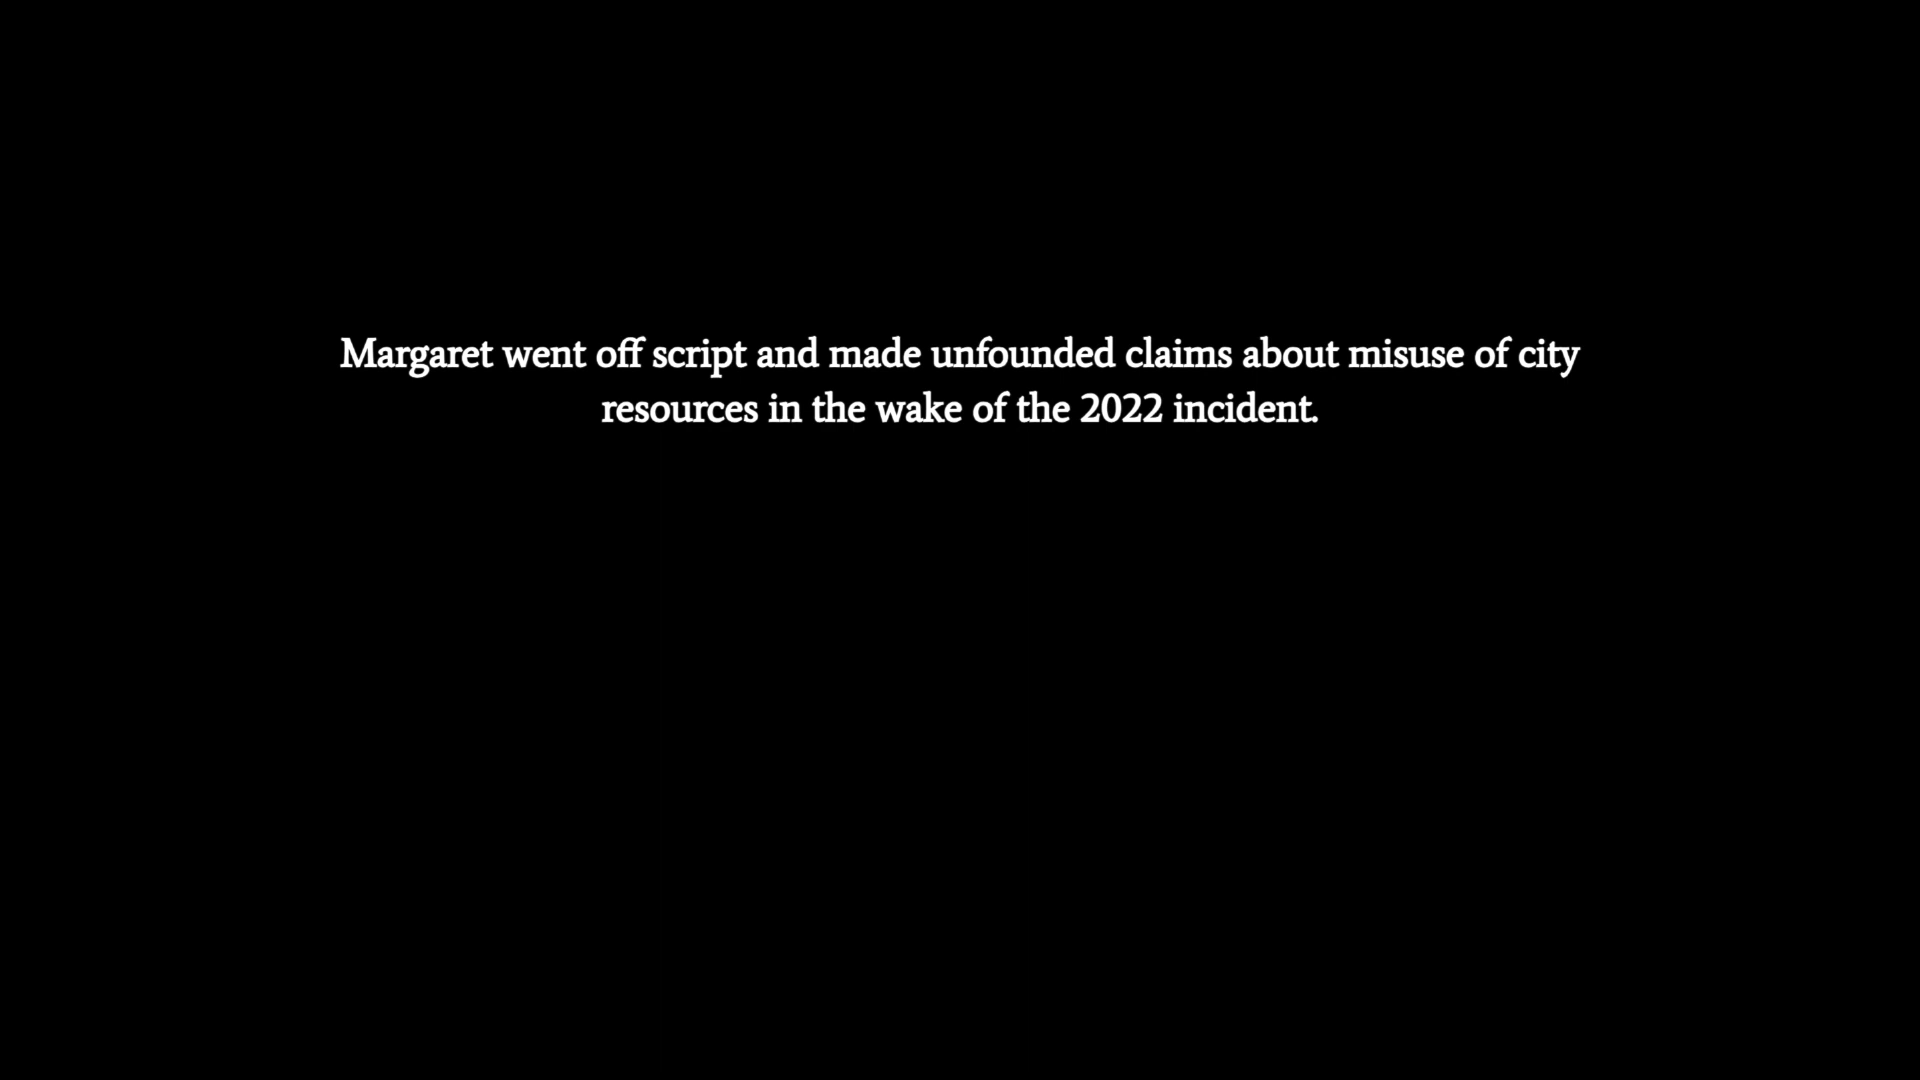 Margaret went off script and made unfounded claims about misuse of city
resources in the wake of the 2022 incident.